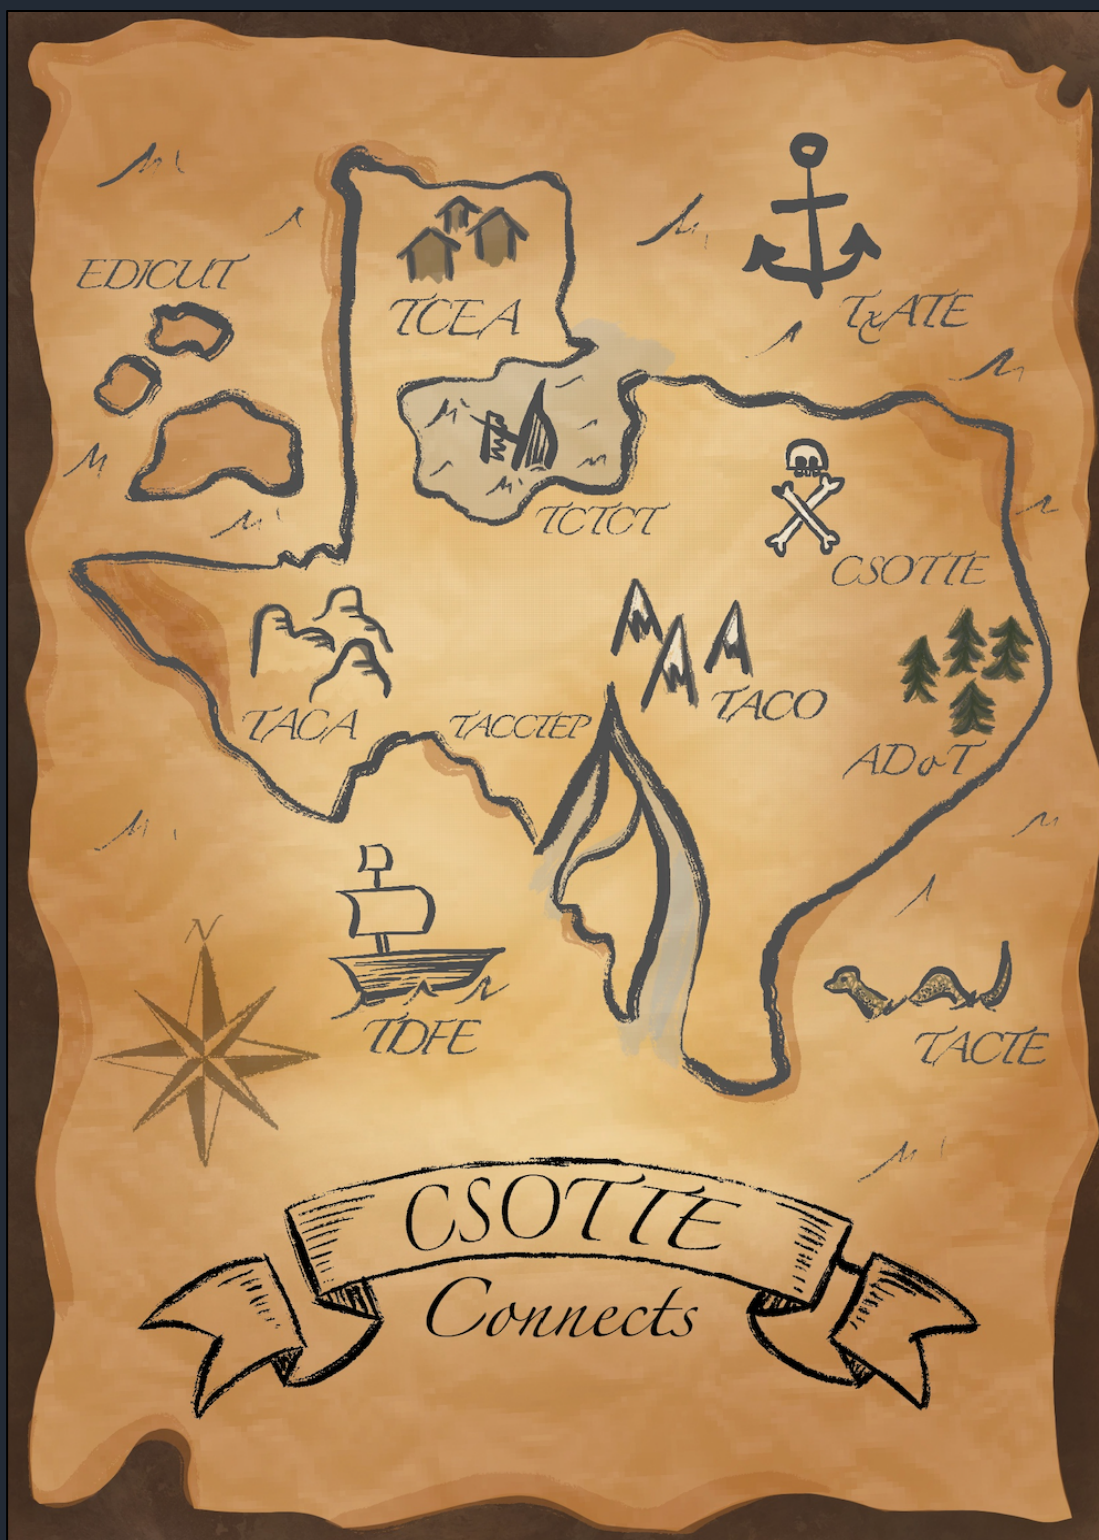 EDICUT
TCEA
TxATE
TCTCT
CSOTTE
TACA
TACCTEP
TACO
ADoT
N
TDFE
TACTE
CSOTTE
Connects